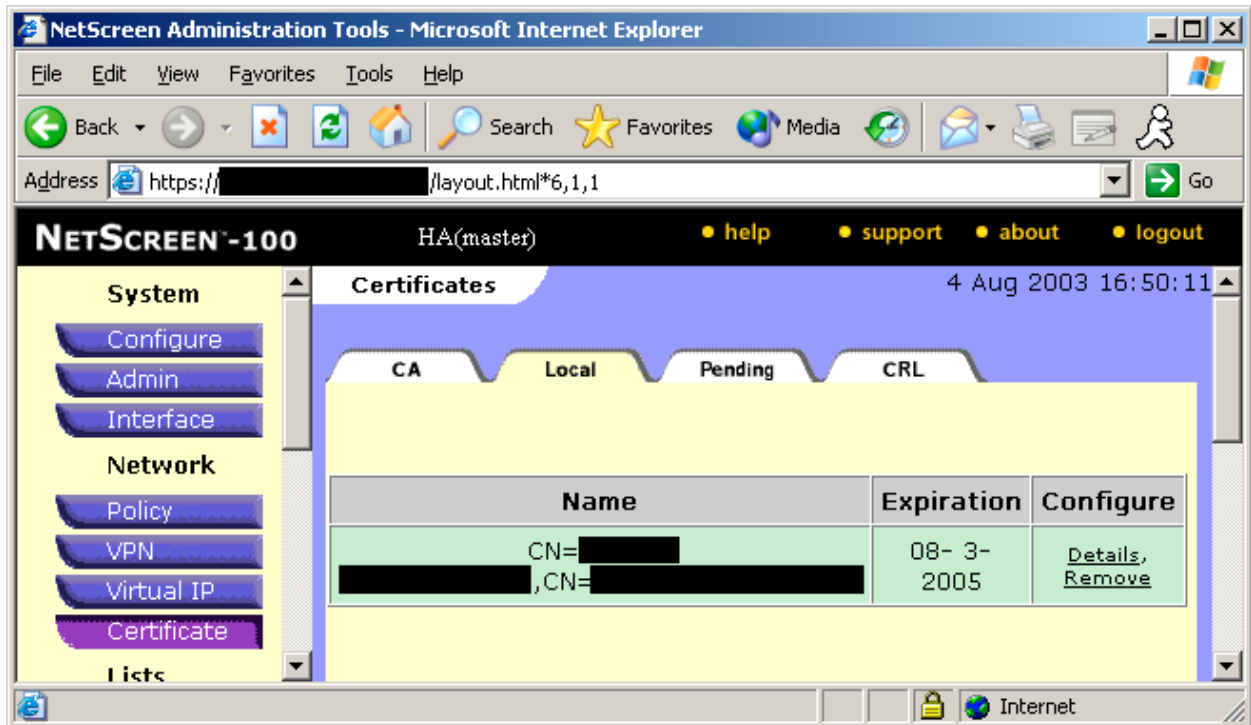 NetScreen Administration Tools - Microsoft Internet Explorer
File Edit View Favorites Tools Help
Back Search Favorites Media
Address https:// /layout.html*6,1,1 Go
NETSCREEN™-100 HA(master) help support about logout
System
Configure
Admin
Interface
Network
Policy
VPN
Virtual IP
Certificate
Lists
Certificates 4 Aug 2003 16:50:11
CA Local Pending CRL
Name Expiration Configure
CN= 08- 3- Details,
,CN= 2005 Remove
Internet